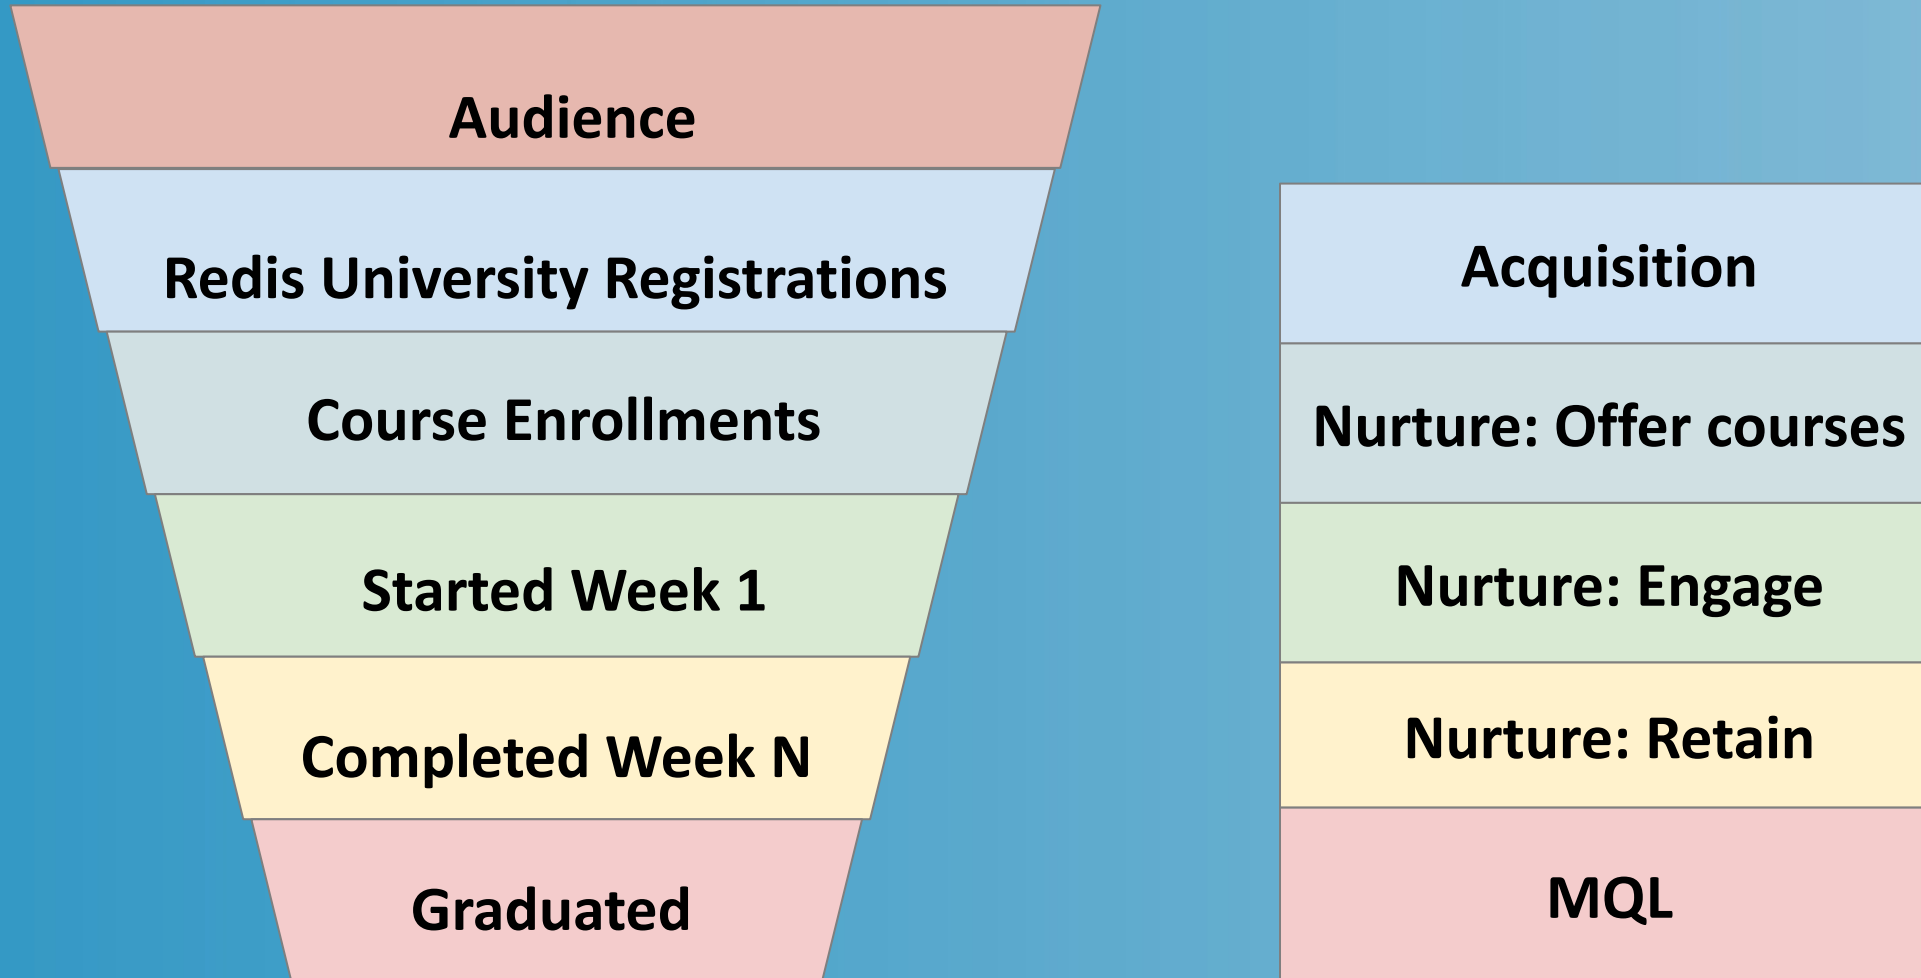 Audience
Redis University Registrations
Course Enrollments
Started Week 1
Completed Week N
Graduated
Acquisition
Nurture: Offer courses
Nurture: Engage
Nurture: Retain
MQL